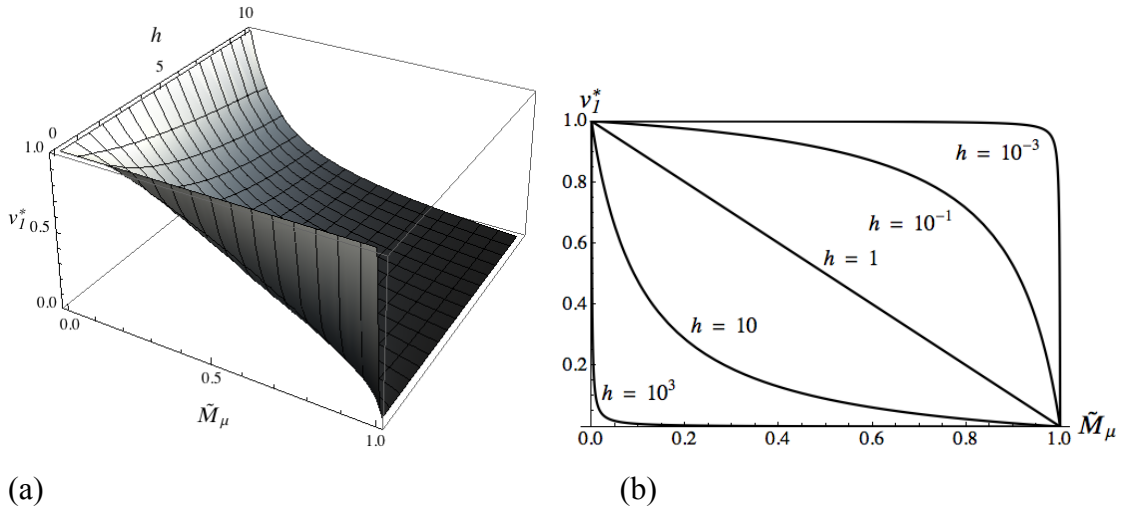 10
h
5
0
1.0
v₁* 0.5
0.0
0.0
0.5
1.0
M̃μ
(a)
v₁*
1.0
h = 10⁻³
0.8
h = 10⁻¹
0.6
h = 1
0.4
h = 10
0.2
h = 10³
0.0 0.2 0.4 0.6 0.8 1.0 M̃μ
(b)